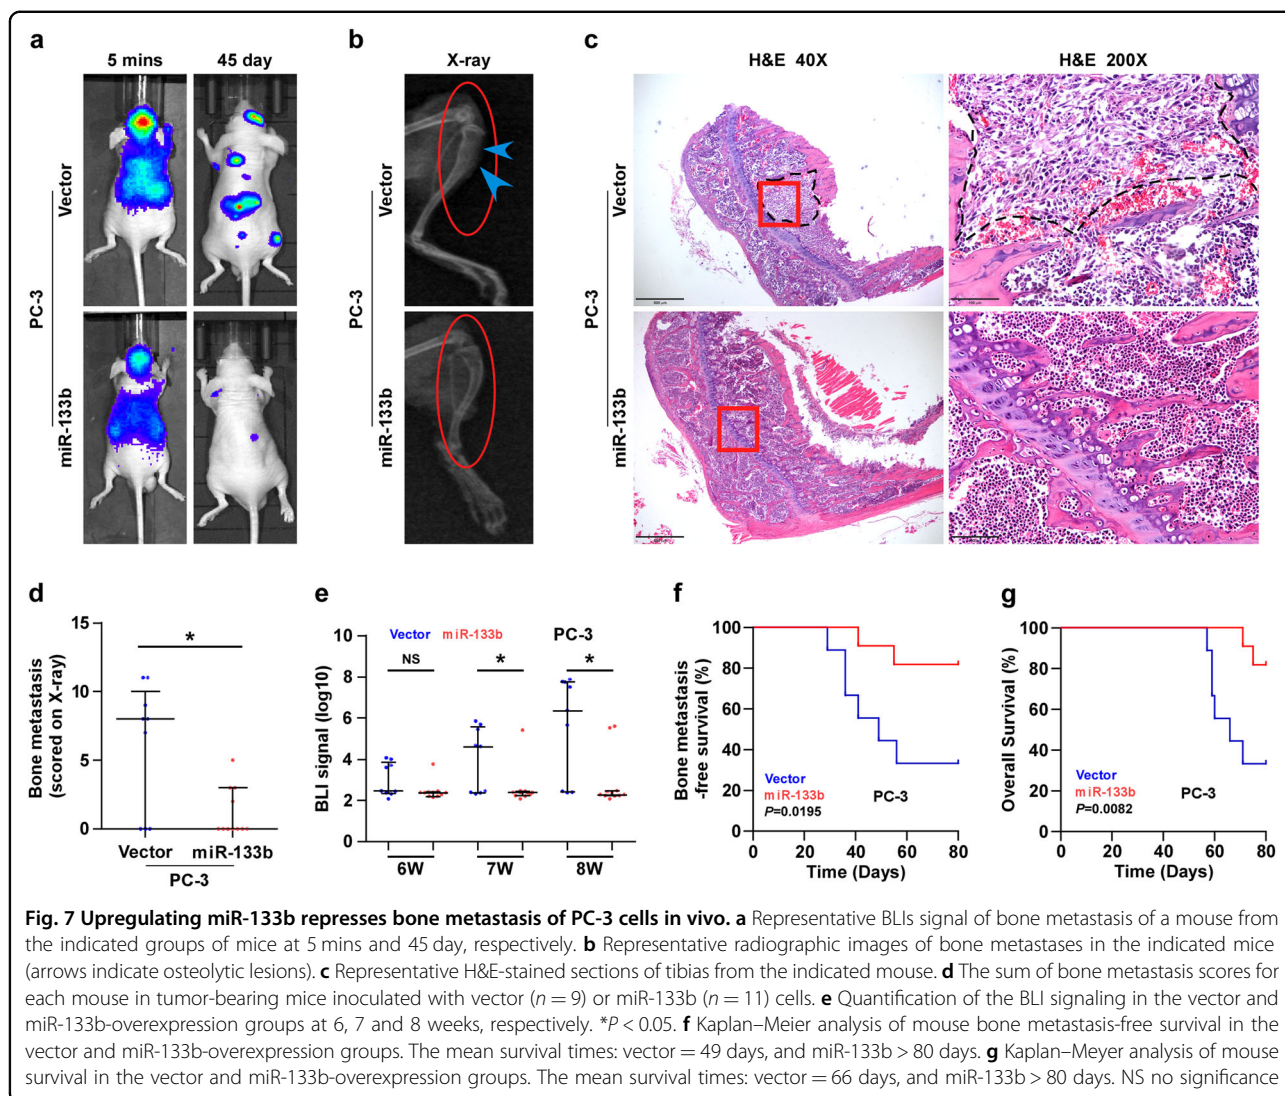 a
b
c
5 mins
45 day
X-ray
H&E 40X
H&E 200X
Vector
PC-3
miR-133b
Vector
PC-3
miR-133b
Vector
PC-3
miR-133b
d
Bone metastasis
(scored on X-ray)
15
10
5
0
*
Vector
miR-133b
PC-3
e
BLI signal (log10)
10
8
6
4
2
0
Vector miR-133b
PC-3
NS
*
*
6W
7W
8W
f
Bone metastasis
-free survival (%)
100
80
60
40
20
0
Vector
miR-133b
P=0.0195
PC-3
0 20 40 60 80
Time (Days)
g
Overall Survival (%)
100
80
60
40
20
0
Vector
miR-133b
P=0.0082
PC-3
0 20 40 60 80
Time (Days)
Fig. 7 Upregulating miR-133b represses bone metastasis of PC-3 cells in vivo. a Representative BLIs signal of bone metastasis of a mouse from
the indicated groups of mice at 5 mins and 45 day, respectively. b Representative radiographic images of bone metastases in the indicated mice
(arrows indicate osteolytic lesions). c Representative H&E-stained sections of tibias from the indicated mouse. d The sum of bone metastasis scores for
each mouse in tumor-bearing mice inoculated with vector (n = 9) or miR-133b (n = 11) cells. e Quantification of the BLI signaling in the vector and
miR-133b-overexpression groups at 6, 7 and 8 weeks, respectively. *P < 0.05. f Kaplan–Meier analysis of mouse bone metastasis-free survival in the
vector and miR-133b-overexpression groups. The mean survival times: vector = 49 days, and miR-133b > 80 days. g Kaplan–Meyer analysis of mouse
survival in the vector and miR-133b-overexpression groups. The mean survival times: vector = 66 days, and miR-133b > 80 days. NS no significance